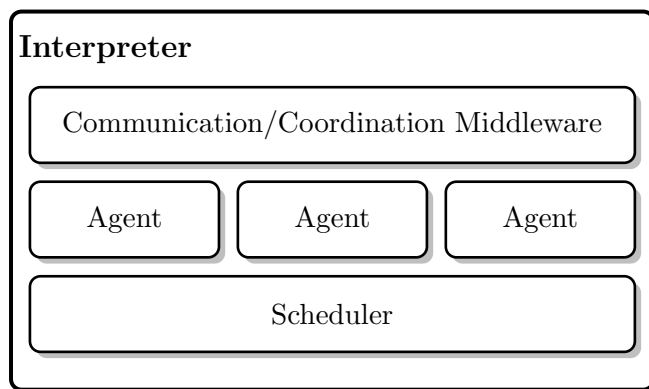 Interpreter
Communication/Coordination Middleware
Agent Agent Agent
Scheduler